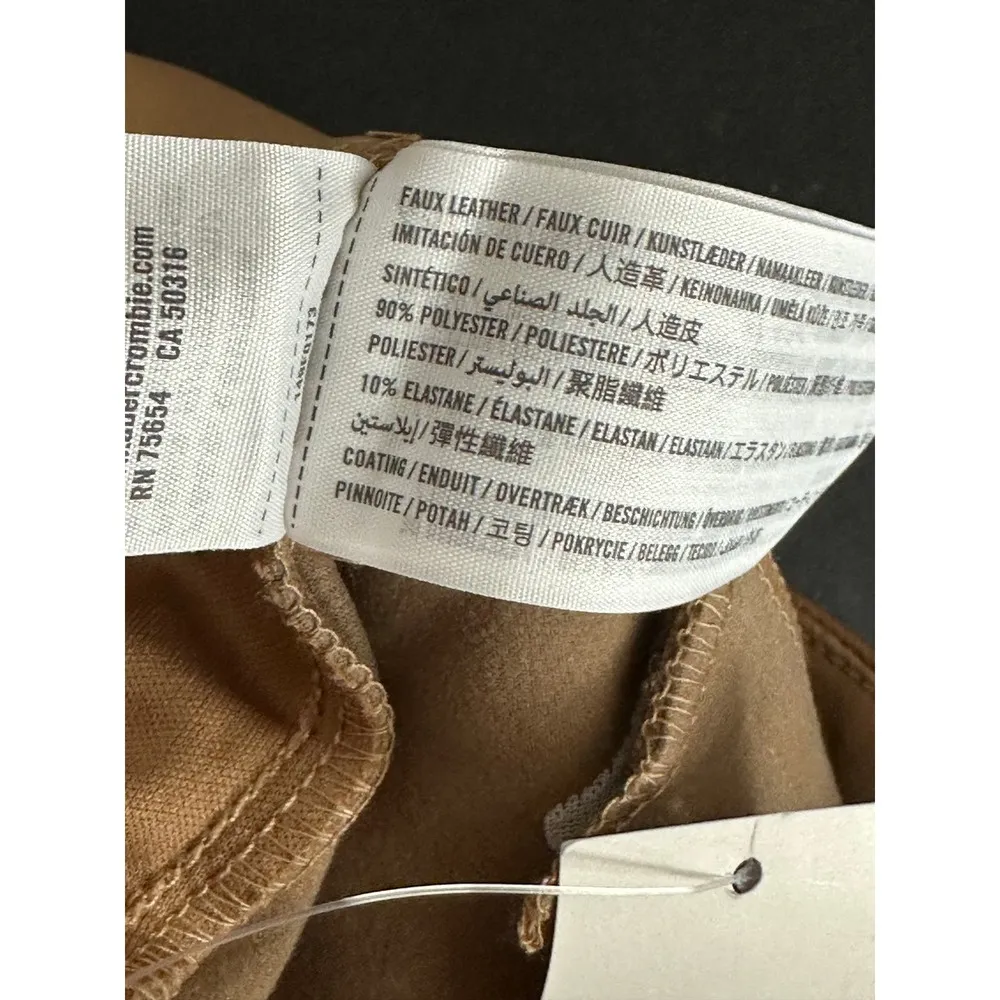 abercrombie.com
RN 75654 CA 50316
FAUX LEATHER / FAUX CUIR / KUNSTLÆDER / NAMAAKLEER /
IMITACIÓN DE CUERO / 人造革 / KEINONAHKA / UMĚLÁ KŮŽE /
SINTÉTICO / الجلد الصناعي / 人造皮
90% POLYESTER / POLIESTERE / ポリエステル / POLIÉSTER /
POLIESTER / البوليستر / 聚脂纖維
10% ELASTANE / ÉLASTANE / ELASTAN / ELASTAAN / エラスタン /
إيلاستين / 彈性纖維
COATING / ENDUIT / OVERTRÆK / BESCHICHTUNG /
PINNOITE / POTAH / 코팅 / POKRYCIE / BELEGG /